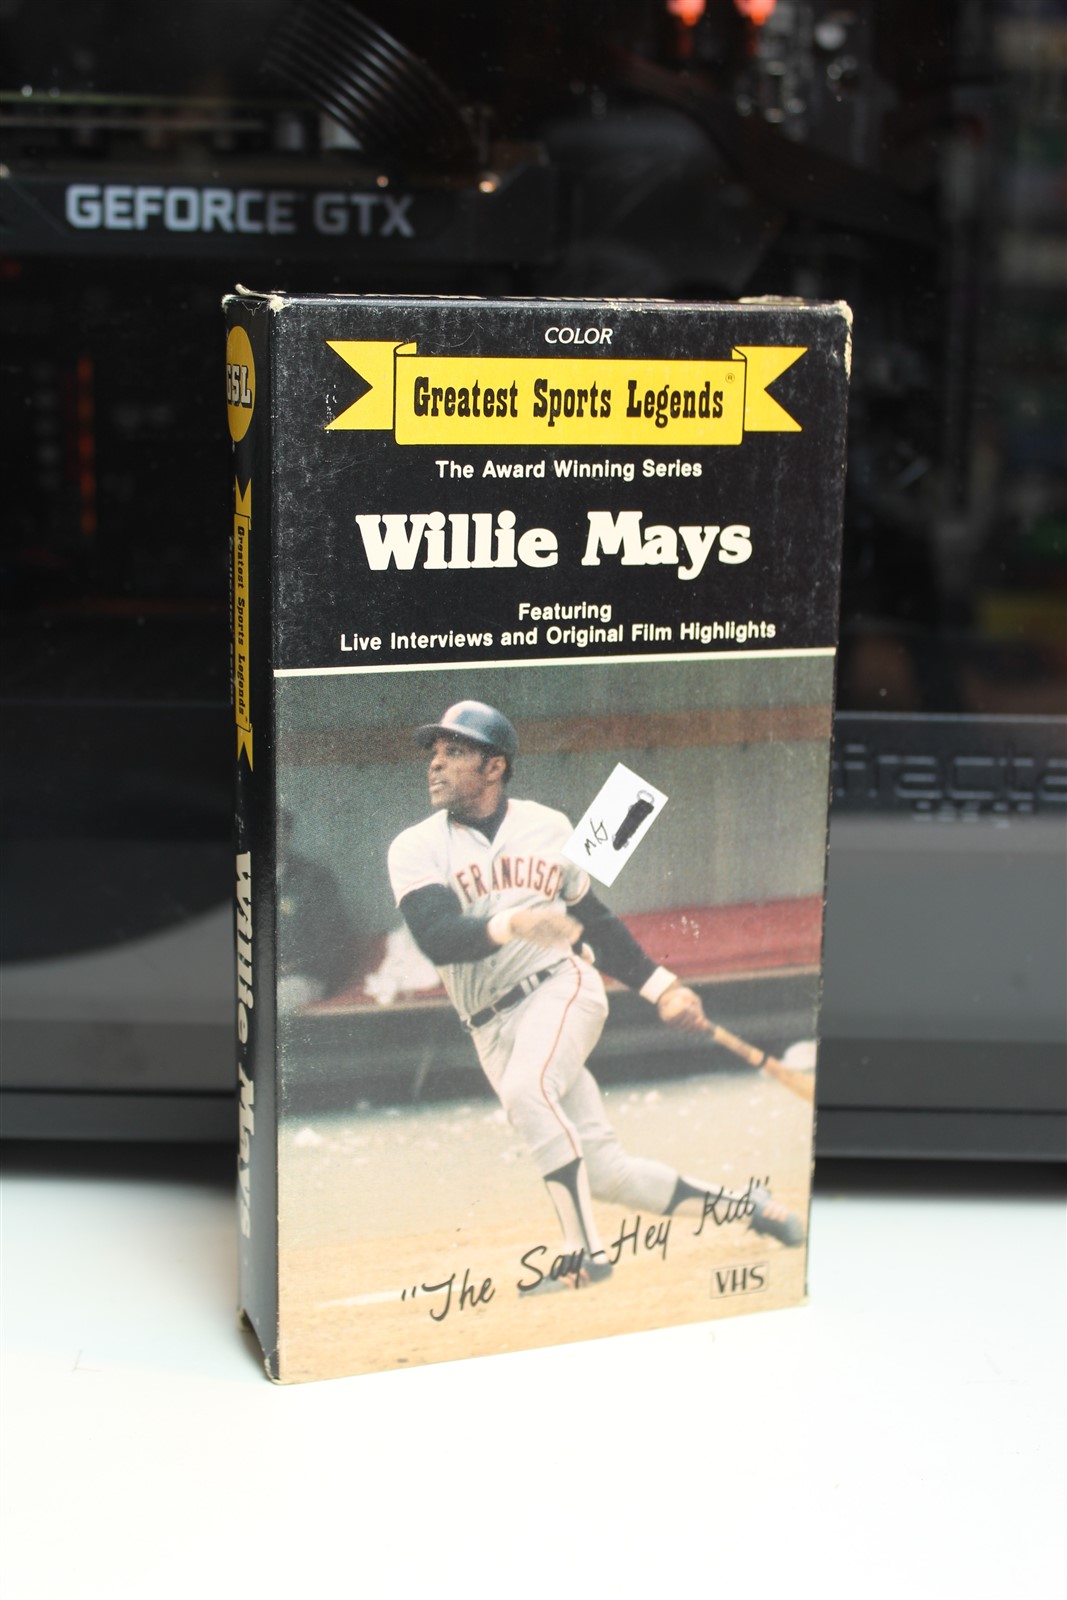 GEFORCE GTX
COLOR
Greatest Sports Legends®
The Award Winning Series
Willie Mays
Featuring
Live Interviews and Original Film Highlights
FRANCISC
"The Say-Hey Kid"
VHS
GSL
Greatest Sports Legends®
Willie Mays
fractal